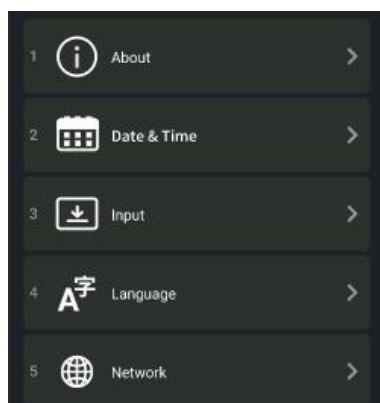 1 About
2 Date & Time
3 Input
4 A字 Language
5 Network